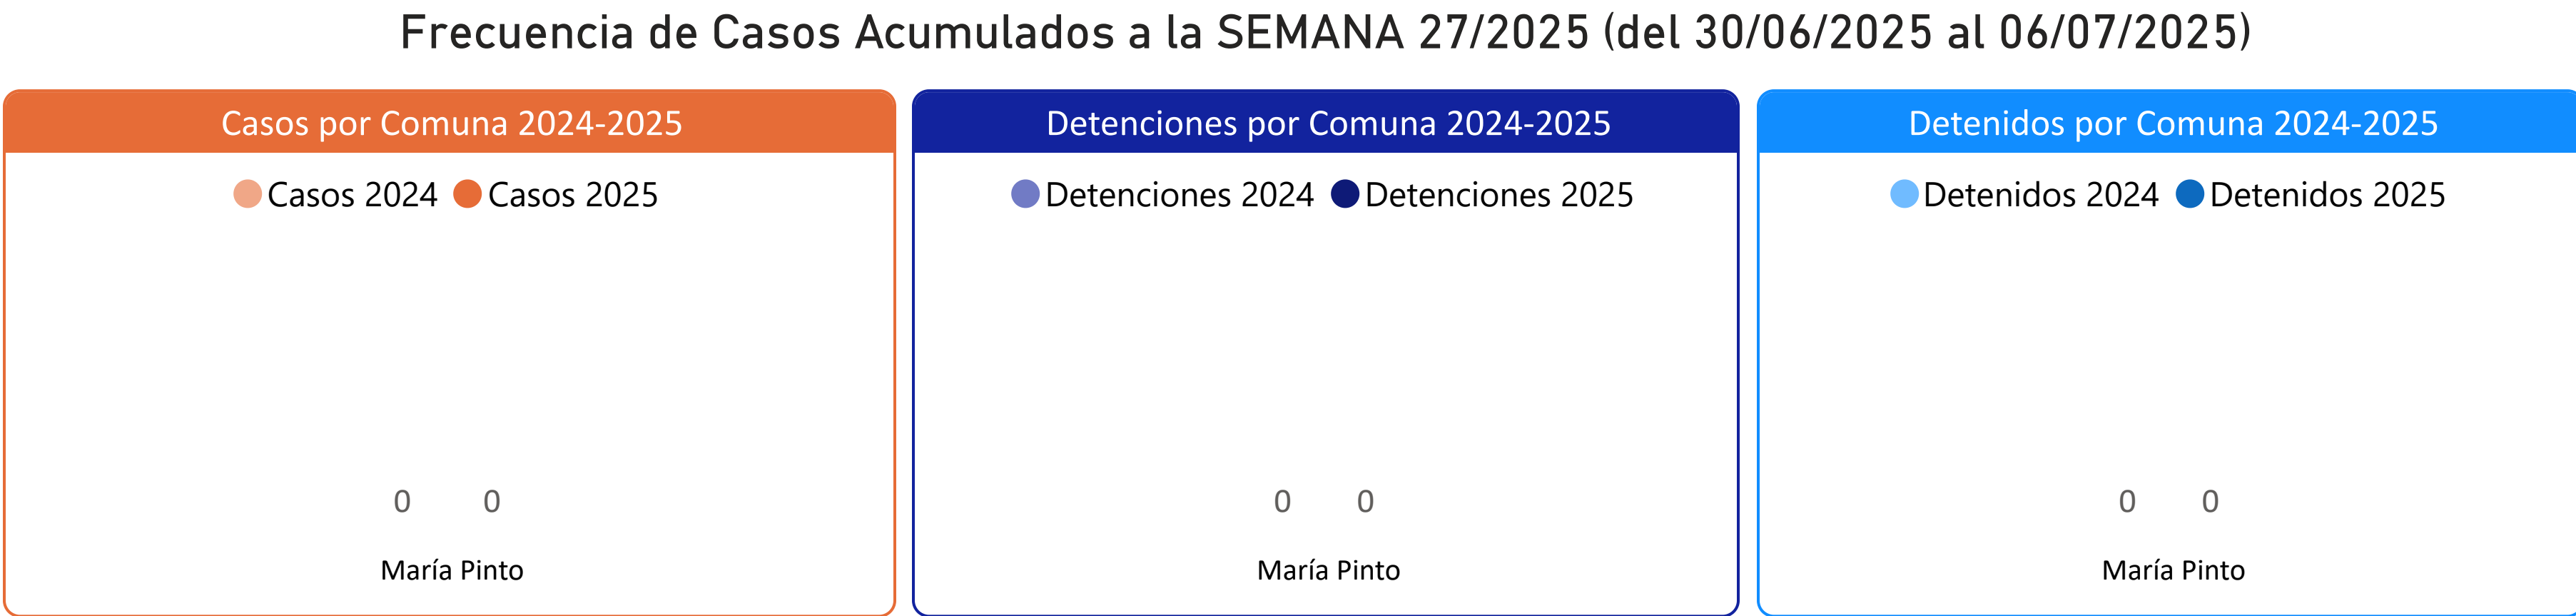 Frecuencia de Casos Acumulados a la SEMANA 27/2025 (del 30/06/2025 al 06/07/2025)
Casos por Comuna 2024-2025
Casos 2024 Casos 2025
0 0
María Pinto
Detenciones por Comuna 2024-2025
Detenciones 2024 Detenciones 2025
0 0
María Pinto
Detenidos por Comuna 2024-2025
Detenidos 2024 Detenidos 2025
0 0
María Pinto